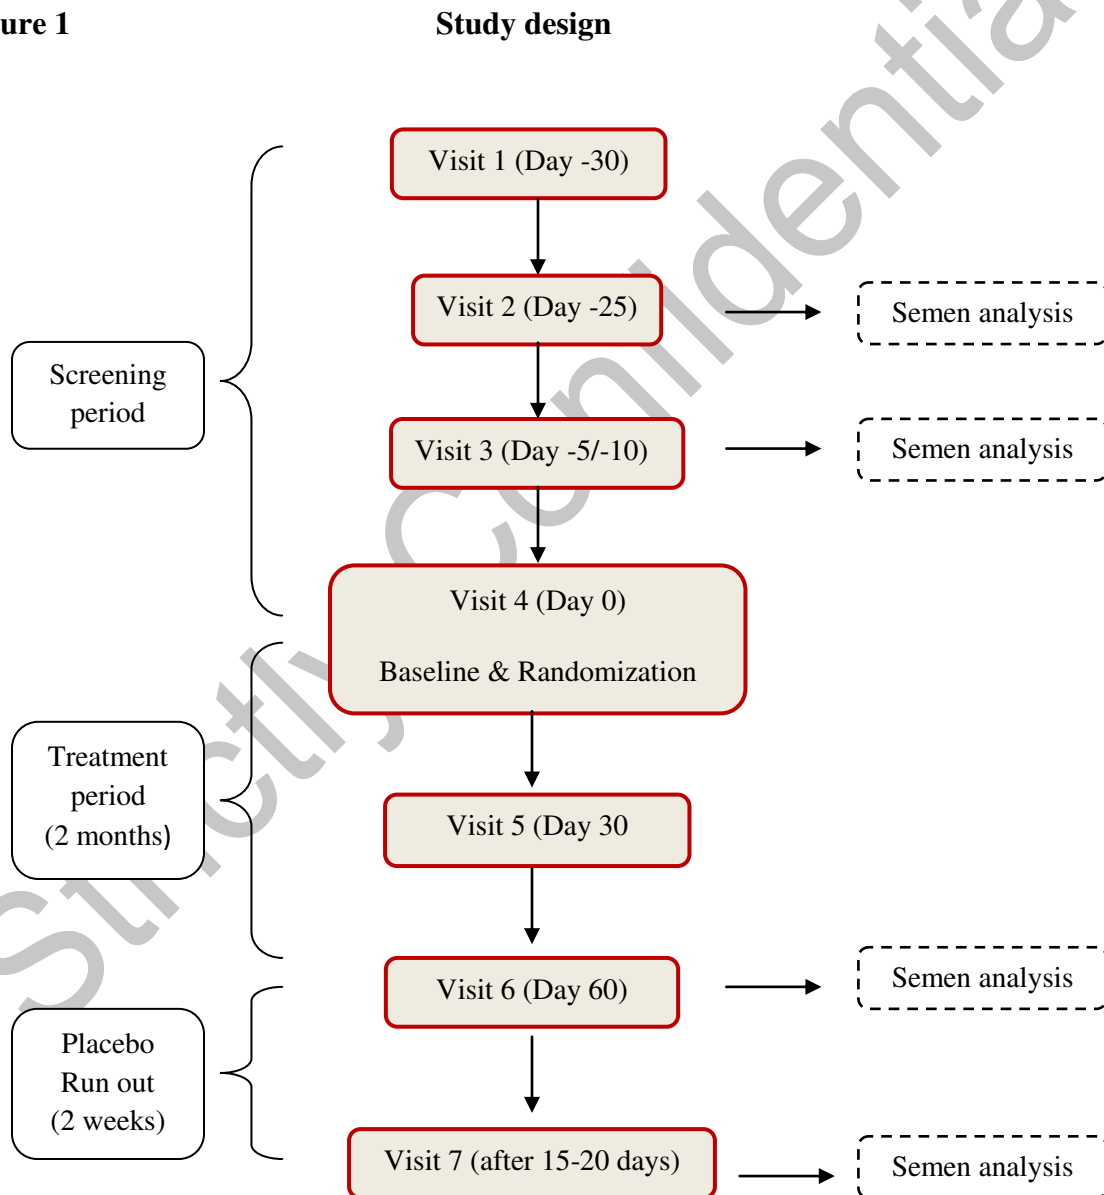 ure 1
Study design
Visit 1 (Day -30)
Visit 2 (Day -25)
Semen analysis
Screening
period
Visit 3 (Day -5/-10)
Semen analysis
Visit 4 (Day 0)
Baseline & Randomization
Treatment
period
(2 months)
Visit 5 (Day 30
Visit 6 (Day 60)
Semen analysis
Placebo
Run out
(2 weeks)
Visit 7 (after 15-20 days)
Semen analysis
Strictly Confidential